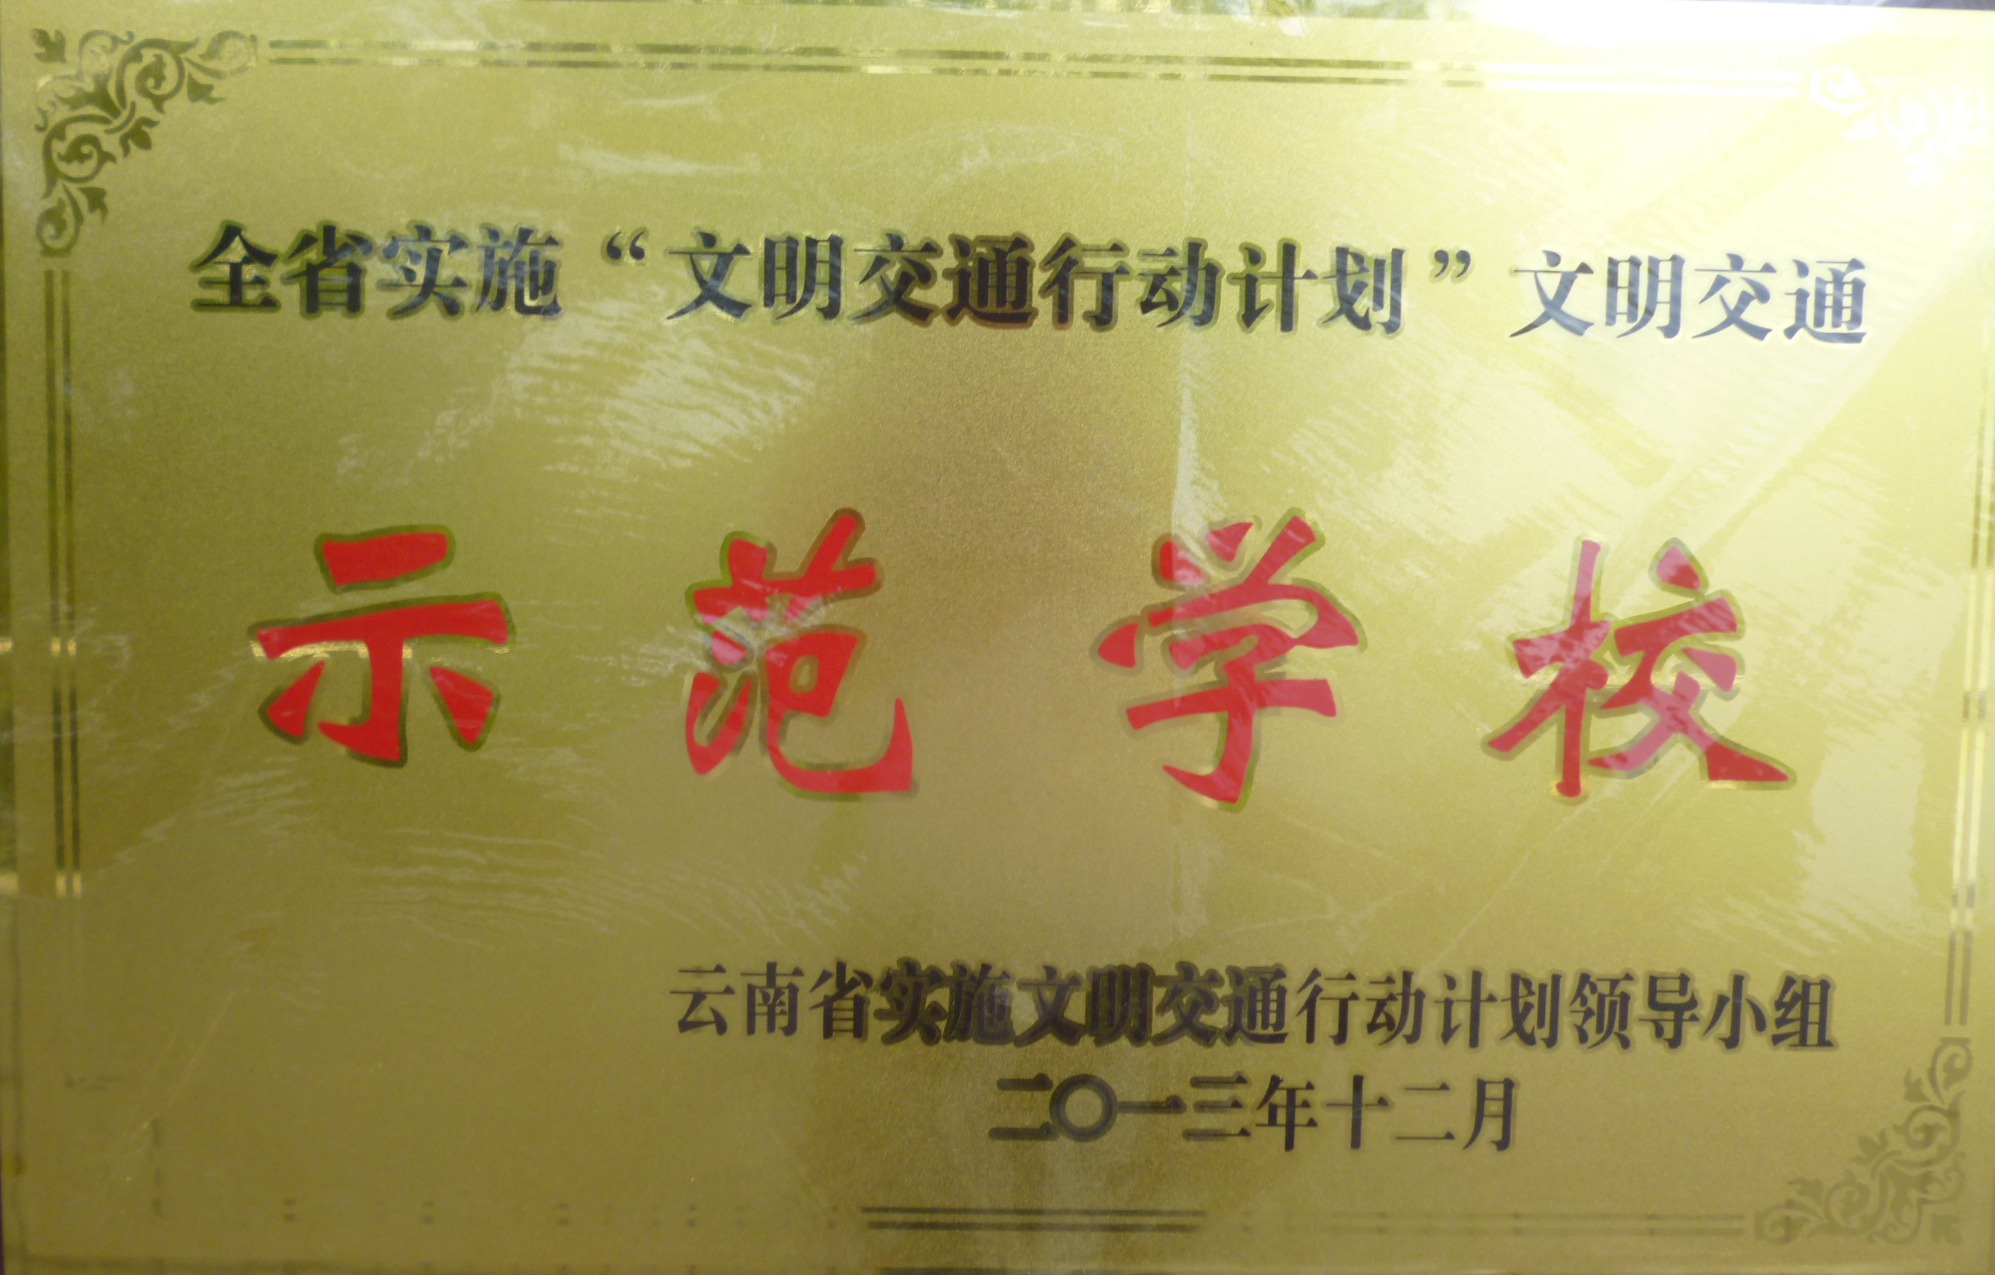 全省实施“文明交通行动计划”文明交通
示范学校
云南省实施文明交通行动计划领导小组
二〇一三年十二月